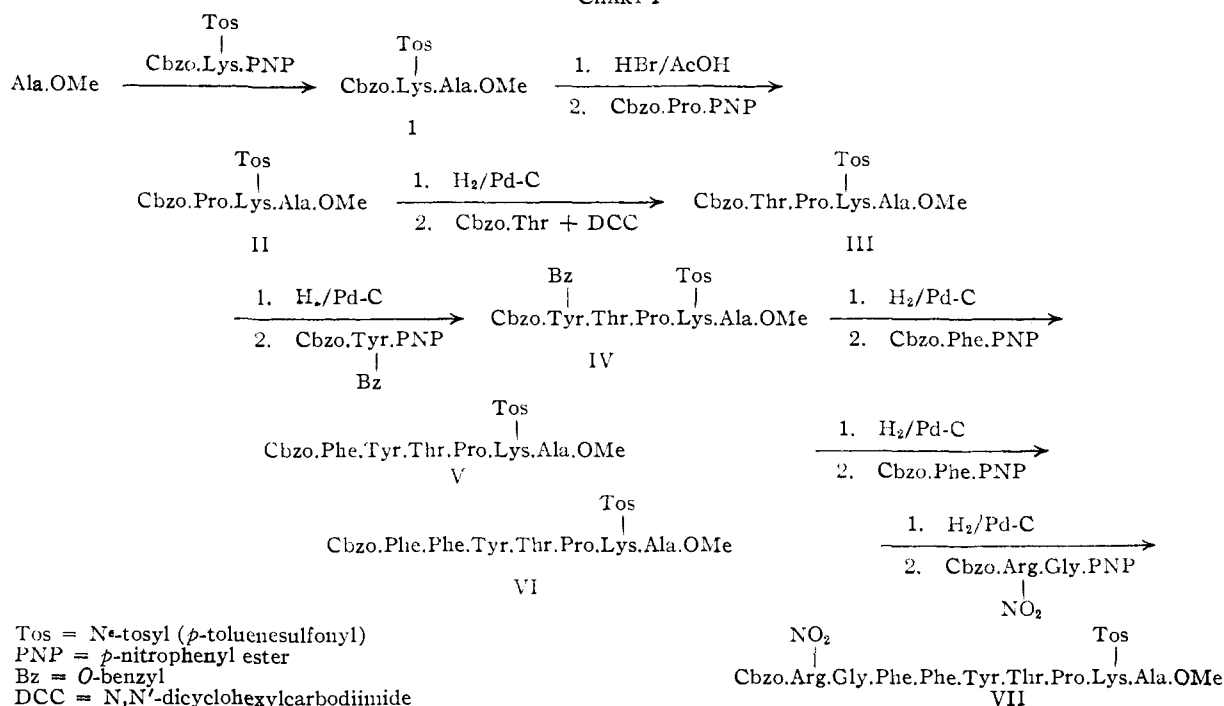 CHART I
Tos
Ala.OMe Cbzo.Lys.PNP Cbzo.Lys.Ala.OMe 1. HBr/AcOH
Tos
2. Cbzo.Pro.PNP
1
Tos
Cbzo.Pro.Lys.Ala.OMe 1. H₂/Pd-C Cbzo.Thr.Pro.Lys.Ala.OMe
Tos
2. Cbzo.Thr + DCC
II III
1. H₂/Pd-C Bz Tos 1. H₂/Pd-C
Cbzo.Tyr.Thr.Pro.Lys.Ala.OMe
2. Cbzo.Tyr.PNP 2. Cbzo.Phe.PNP
Bz IV
Tos
Cbzo.Phe.Tyr.Thr.Pro.Lys.Ala.OMe 1. H₂/Pd-C
V 2. Cbzo.Phe.PNP
Tos
Cbzo.Phe.Phe.Tyr.Thr.Pro.Lys.Ala.OMe 1. H₂/Pd-C
VI 2. Cbzo.Arg.Gly.PNP
NO₂
Tos = Nᵋ-tosyl (p-toluenesulfonyl)
PNP = p-nitrophenyl ester
Bz = O-benzyl
DCC = N,N'-dicyclohexylcarbodiimide
NO₂ Tos
Cbzo.Arg.Gly.Phe.Phe.Tyr.Thr.Pro.Lys.Ala.OMe
VII